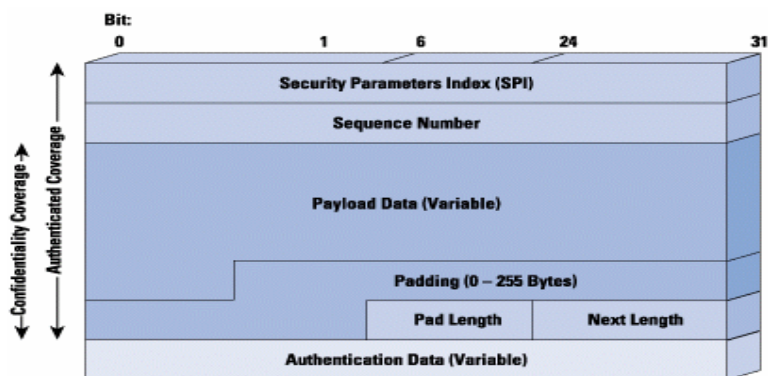 Bit:
0 1 6 24 31
Security Parameters Index (SPI)
Sequence Number
Payload Data (Variable)
Padding (0 – 255 Bytes)
Pad Length Next Length
Authentication Data (Variable)
Confidentiality Coverage
Authenticated Coverage